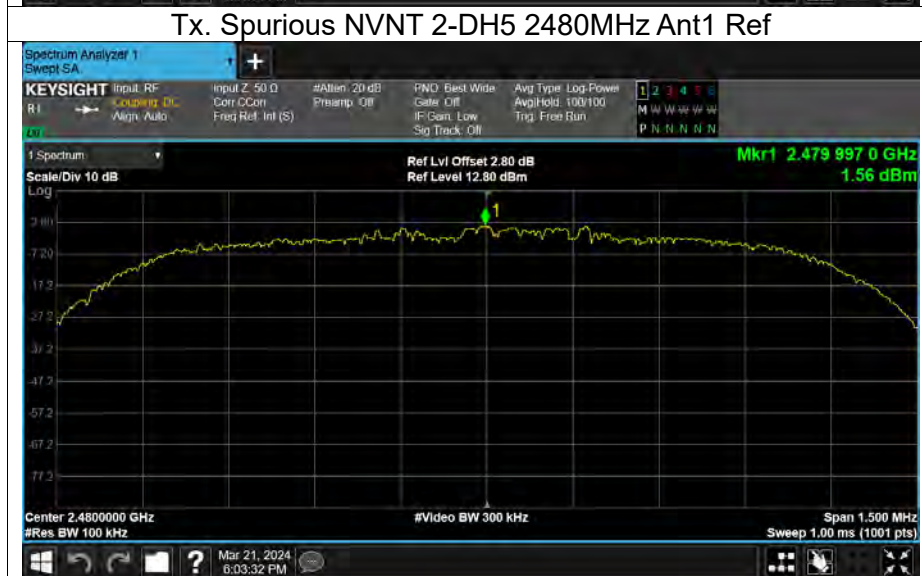 Tx. Spurious NVNT 2-DH5 2480MHz Ant1 Ref
Spectrum Analyzer 1
Swept SA
+
KEYSIGHT Input: RF Input Z: 50 Ω #Atten: 20 dB PNO: Best Wide Avg Type: Log-Power 1 2 3 4 5 6
Coupling: DC Corr CCorr Preamp: Off Gate: Off Avg|Hold: 100/100 M W W W W W
Align: Auto Freq Ref: Int (S) IF Gain: Low Trig: Free Run P N N N N N
Sig Track: Off
1 Spectrum Ref Lvl Offset 2.80 dB Mkr1 2.479 997 0 GHz
Scale/Div 10 dB Ref Level 12.80 dBm 1.56 dBm
Log
1
2.80
-7.20
-17.2
-27.2
-37.2
-47.2
-57.2
-67.2
-77.2
Center 2.4800000 GHz #Video BW 300 kHz Span 1.500 MHz
#Res BW 100 kHz Sweep 1.00 ms (1001 pts)
? Mar 21, 2024
6:03:32 PM